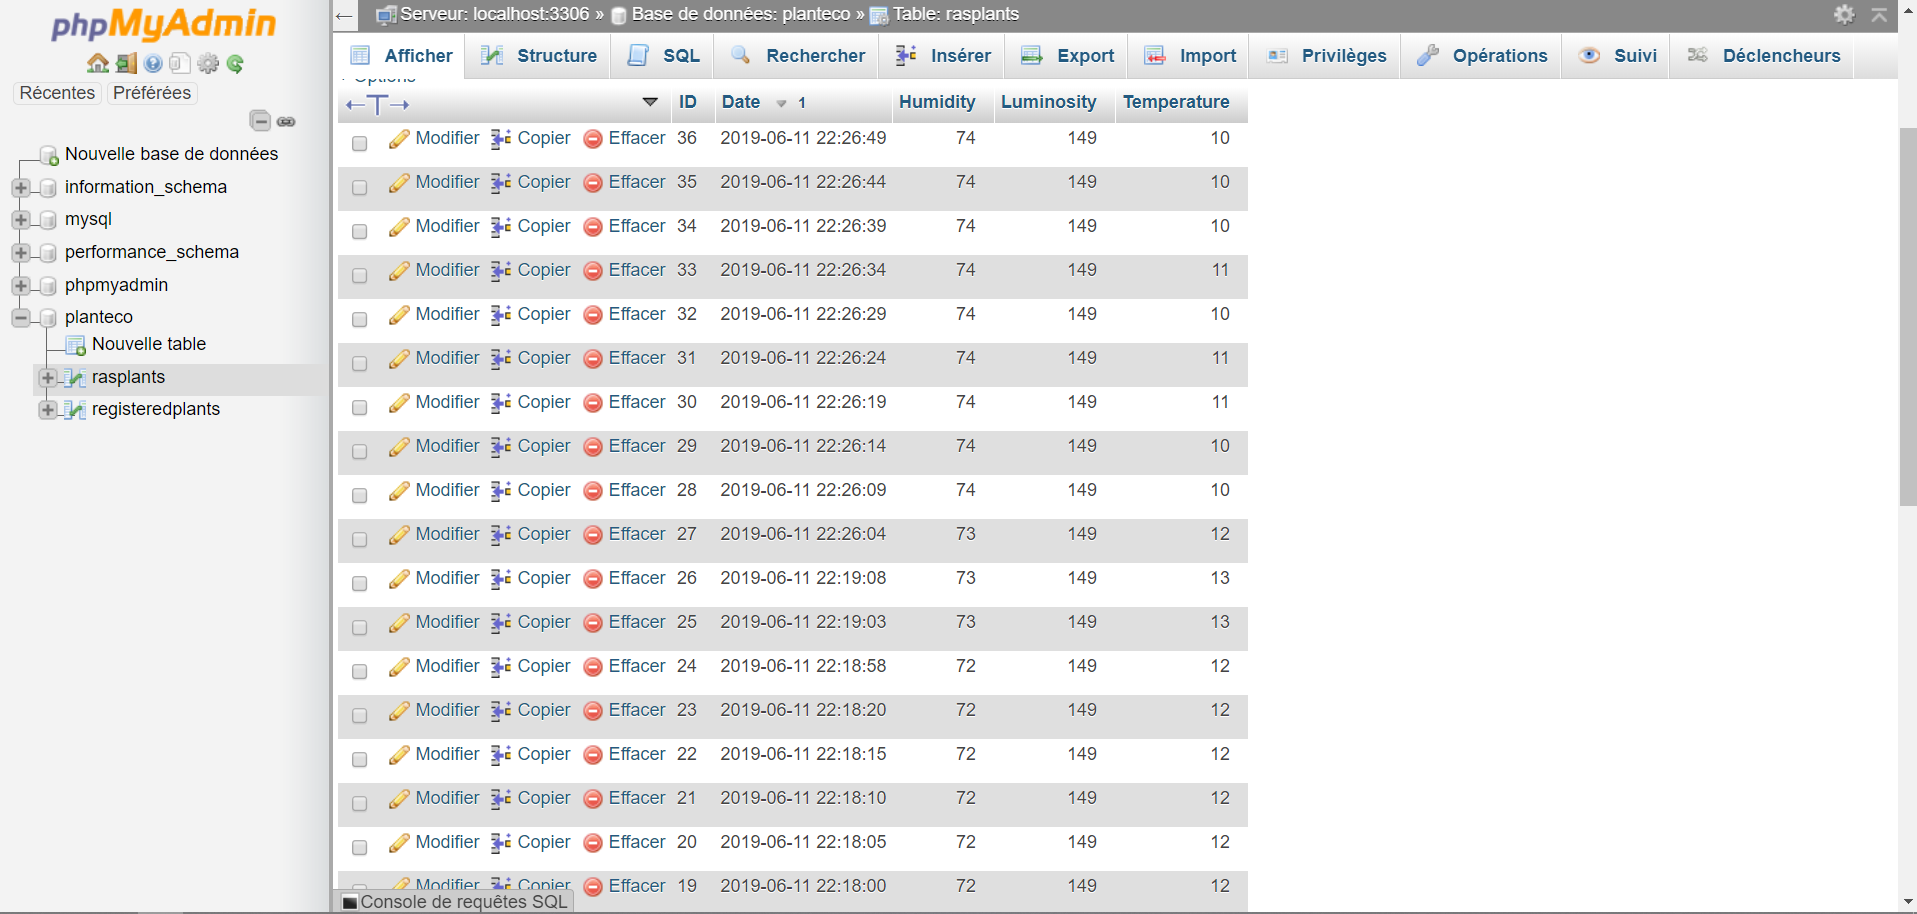 phpMyAdmin
Récentes Préférées
Nouvelle base de données
information_schema
mysql
performance_schema
phpmyadmin
planteco
Nouvelle table
rasplants
registeredplants
Serveur: localhost:3306 » Base de données: planteco » Table: rasplants
Afficher Structure SQL Rechercher Insérer Export Import Privilèges Opérations Suivi Déclencheurs
Options
ID Date 1 Humidity Luminosity Temperature
Modifier Copier Effacer 36 2019-06-11 22:26:49 74 149 10
Modifier Copier Effacer 35 2019-06-11 22:26:44 74 149 10
Modifier Copier Effacer 34 2019-06-11 22:26:39 74 149 10
Modifier Copier Effacer 33 2019-06-11 22:26:34 74 149 11
Modifier Copier Effacer 32 2019-06-11 22:26:29 74 149 10
Modifier Copier Effacer 31 2019-06-11 22:26:24 74 149 11
Modifier Copier Effacer 30 2019-06-11 22:26:19 74 149 11
Modifier Copier Effacer 29 2019-06-11 22:26:14 74 149 10
Modifier Copier Effacer 28 2019-06-11 22:26:09 74 149 10
Modifier Copier Effacer 27 2019-06-11 22:26:04 73 149 12
Modifier Copier Effacer 26 2019-06-11 22:19:08 73 149 13
Modifier Copier Effacer 25 2019-06-11 22:19:03 73 149 13
Modifier Copier Effacer 24 2019-06-11 22:18:58 72 149 12
Modifier Copier Effacer 23 2019-06-11 22:18:20 72 149 12
Modifier Copier Effacer 22 2019-06-11 22:18:15 72 149 12
Modifier Copier Effacer 21 2019-06-11 22:18:10 72 149 12
Modifier Copier Effacer 20 2019-06-11 22:18:05 72 149 12
Modifier Copier Effacer 19 2019-06-11 22:18:00 72 149 12
Console de requêtes SQL